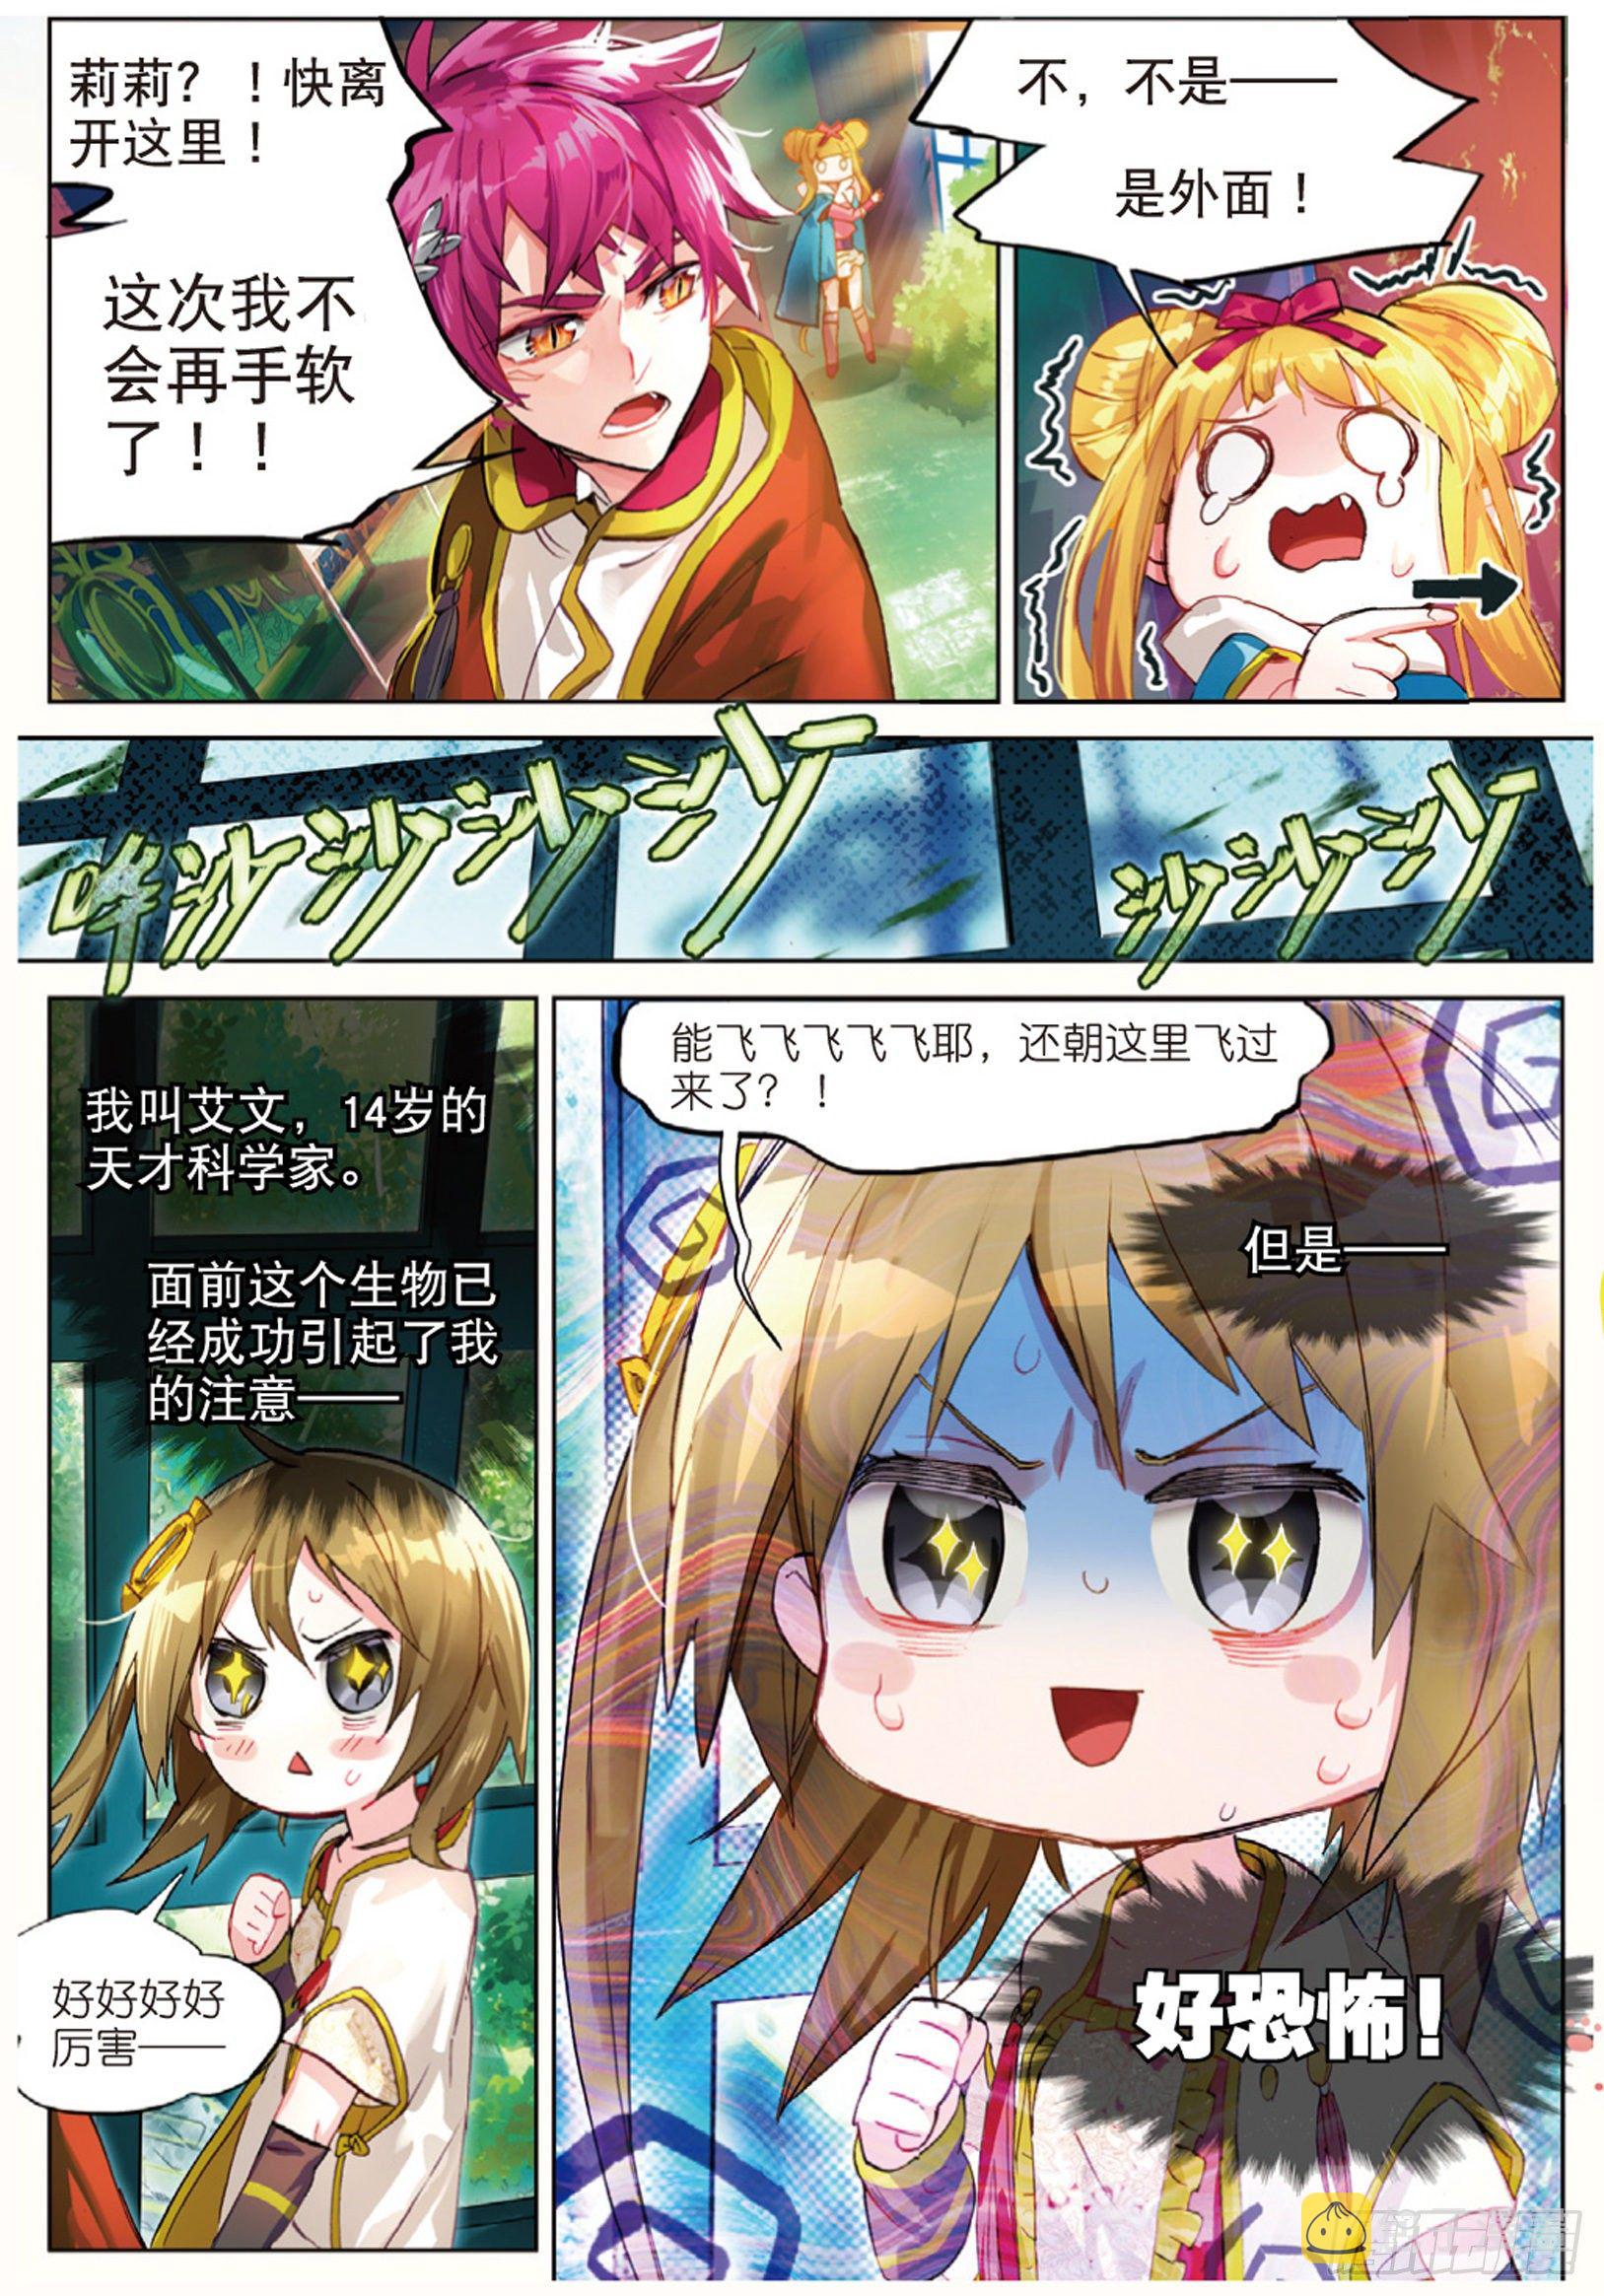 莉莉？！快离
开这里！
这次我不
会再手软
了！！
不，不是——
是外面！
哗沙沙沙沙
沙沙沙
我叫艾文，14岁的
天才科学家。
面前这个生物已
经成功引起了我
的注意——
好好好好
厉害——
能飞飞飞飞飞耶，还朝这里飞过
来了？！
但是——
好恐怖！